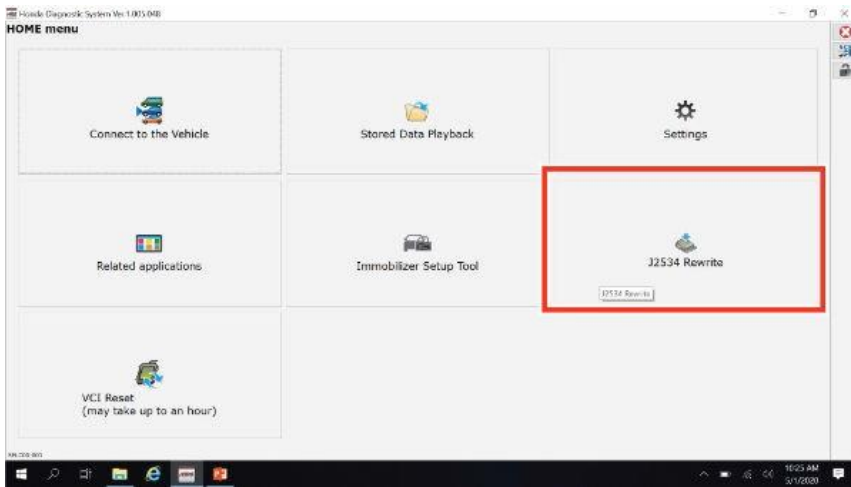 Honda Diagnostic System Ver 1.005.048
HOME menu
Connect to the Vehicle
Stored Data Playback
Settings
Related applications
Immobilizer Setup Tool
J2534 Rewrite
J2534 Rewrite
VCI Reset
(may take up to an hour)
10:25 AM
5/1/2020